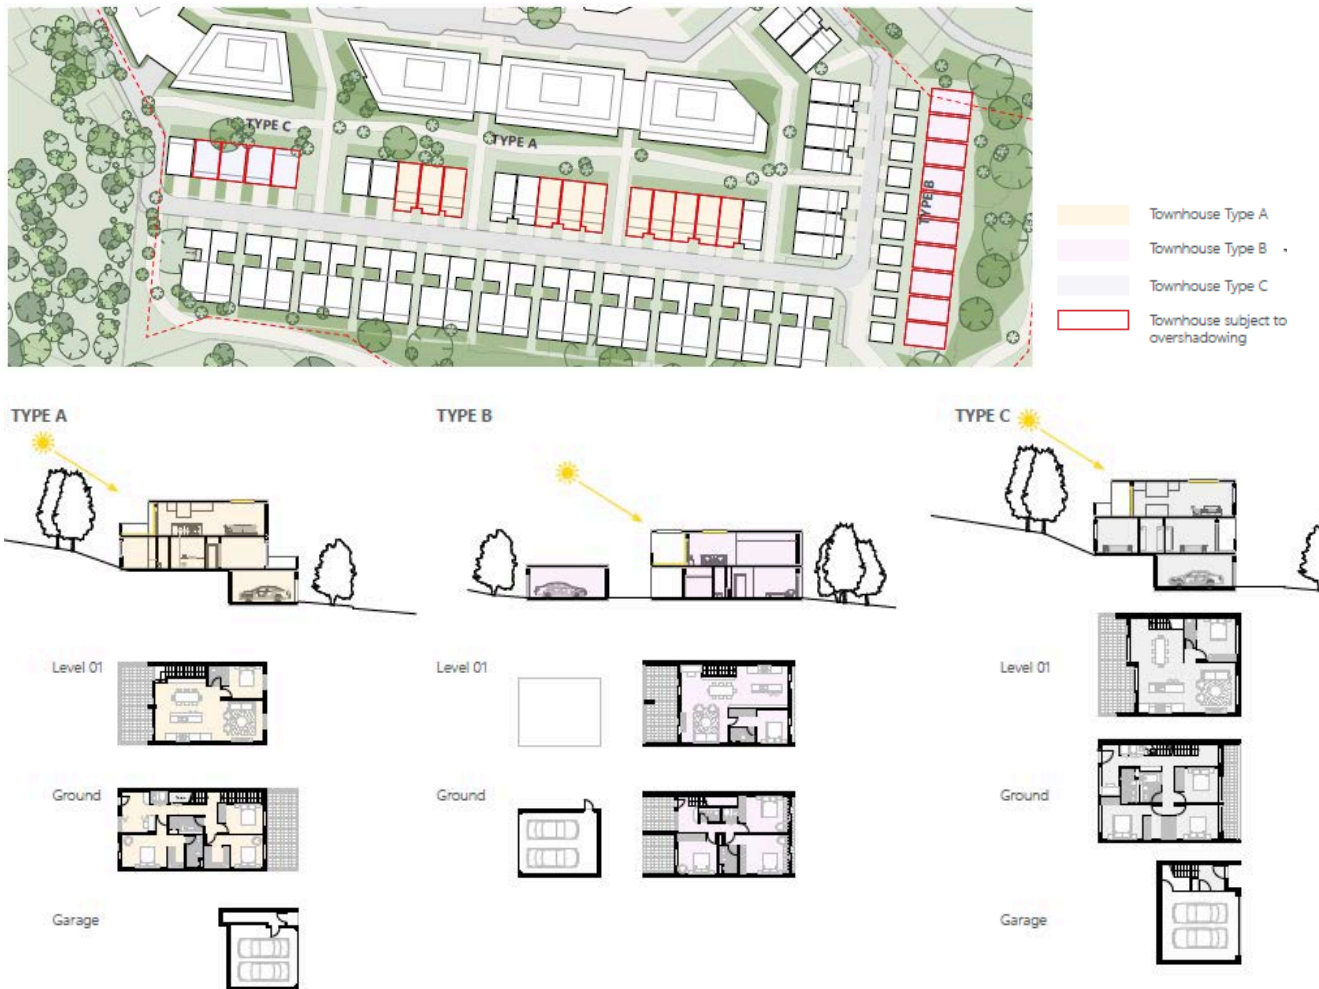 TYPE C
TYPE A
TYPE B
Townhouse Type A
Townhouse Type B
Townhouse Type C
Townhouse subject to
overshadowing
TYPE A
TYPE B
TYPE C
Level 01
Level 01
Level 01
Ground
Ground
Ground
Garage
Garage